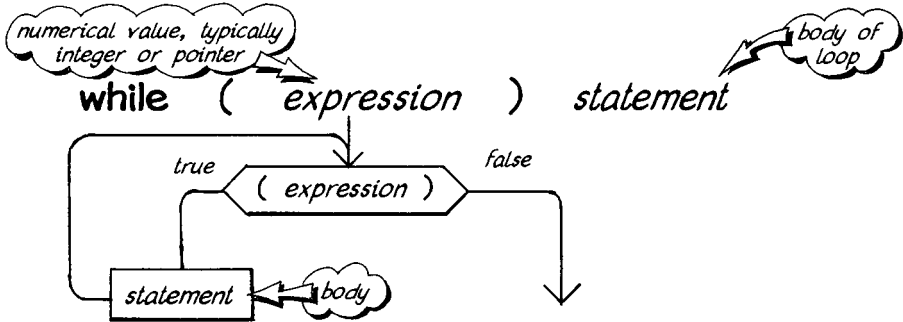 numerical value, typically
integer or pointer
body of
loop
while ( expression ) statement
true
false
( expression )
statement
body